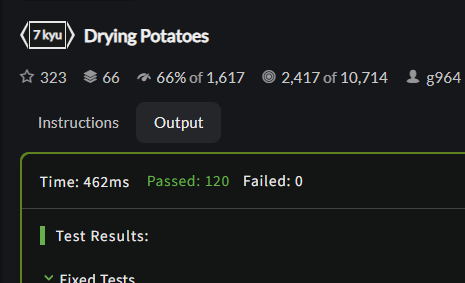 7 kyu Drying Potatoes
323 66 66% of 1,617 2,417 of 10,714 g964
Instructions Output
Time: 462ms Passed: 120 Failed: 0
Test Results:
Fixed Tests